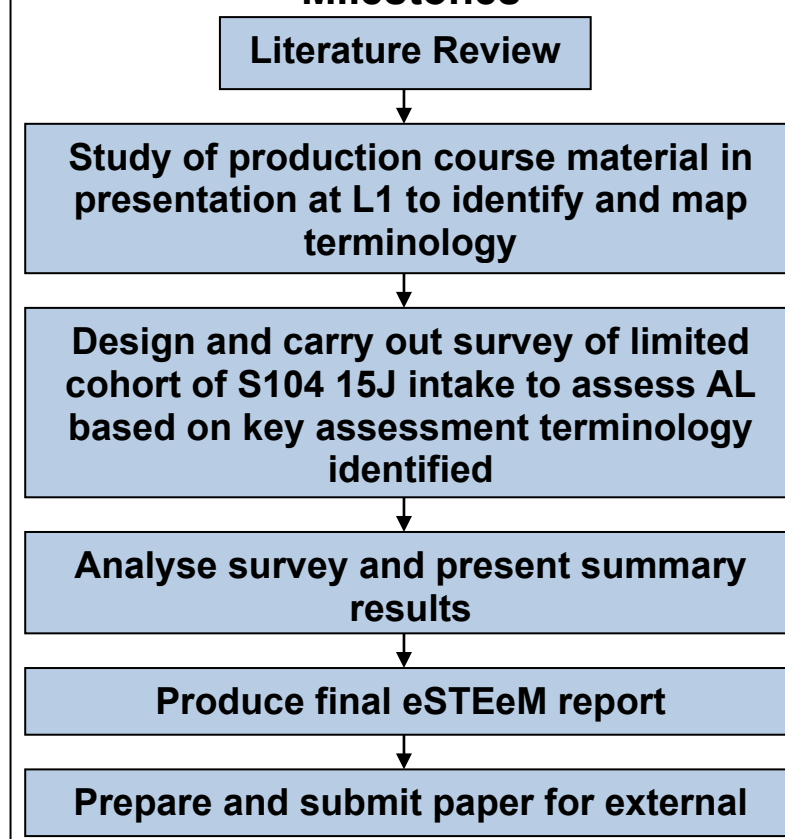 Milestones
Literature Review
Study of production course material in
presentation at L1 to identify and map
terminology
Design and carry out survey of limited
cohort of S104 15J intake to assess AL
based on key assessment terminology
identified
Analyse survey and present summary
results
Produce final eSTEeM report
Prepare and submit paper for external